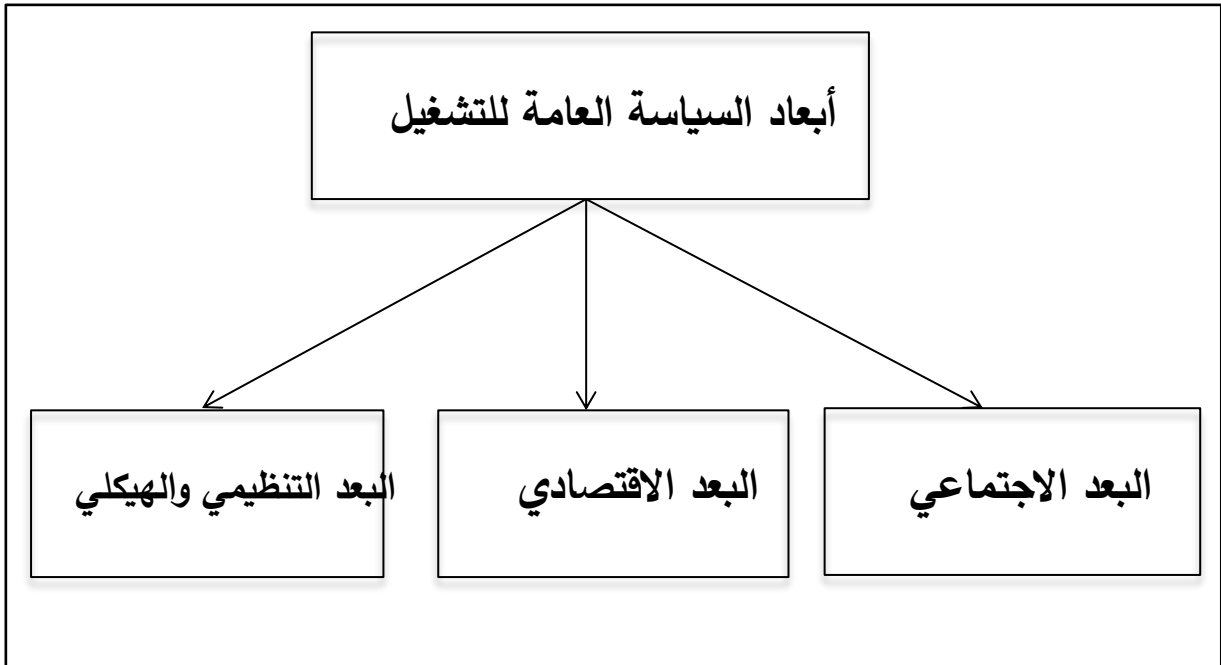 أبعاد السياسة العامة للتشغيل
البعد الاجتماعي
البعد الاقتصادي
البعد التنظيمي والهيكلي